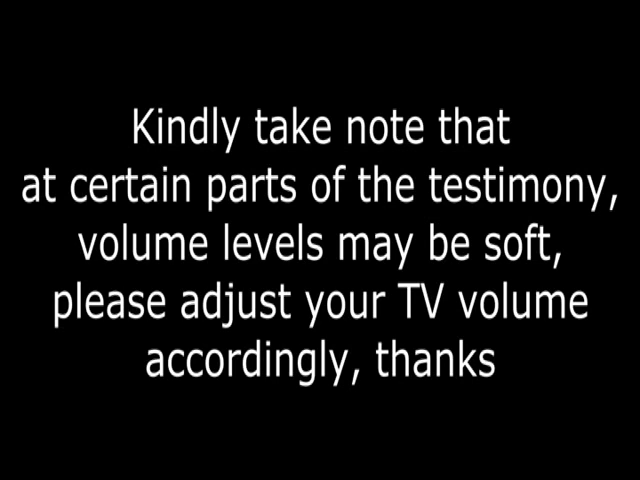 Kindly take note that
at certain parts of the testimony,
volume levels may be soft,
please adjust your TV volume
accordingly, thanks